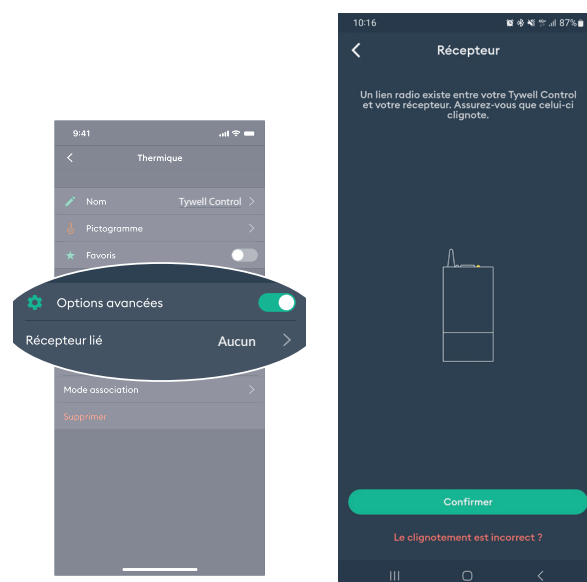 9:41
Thermique
Nom Tywell Control
Pictogramme
Favoris
Options avancées
Récepteur lié Aucun
Mode association
Supprimer
10:16 87%
Récepteur
Un lien radio existe entre votre Tywell Control
et votre récepteur. Assurez-vous que celui-ci
clignote.
Confirmer
Le clignotement est incorrect ?